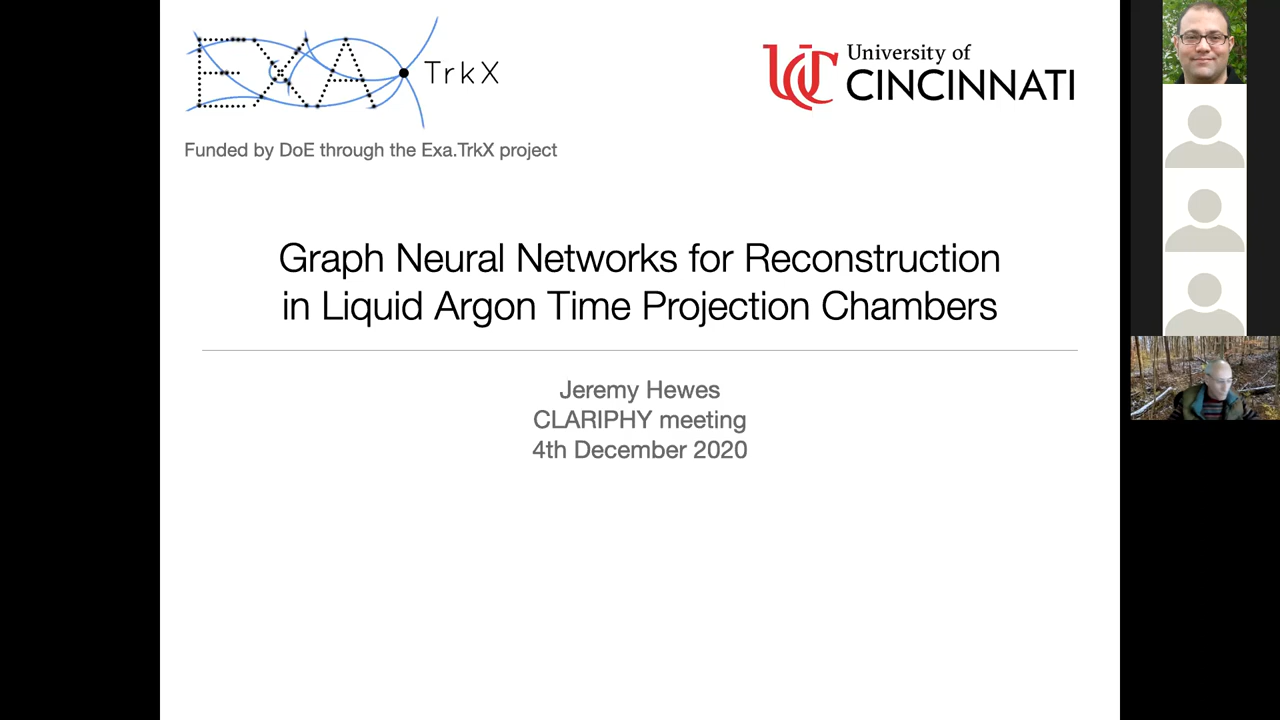 ExA TrkX
University of
CINCINNATI
Funded by DoE through the Exa.TrkX project
Graph Neural Networks for Reconstruction
in Liquid Argon Time Projection Chambers
Jeremy Hewes
CLARIPHY meeting
4th December 2020